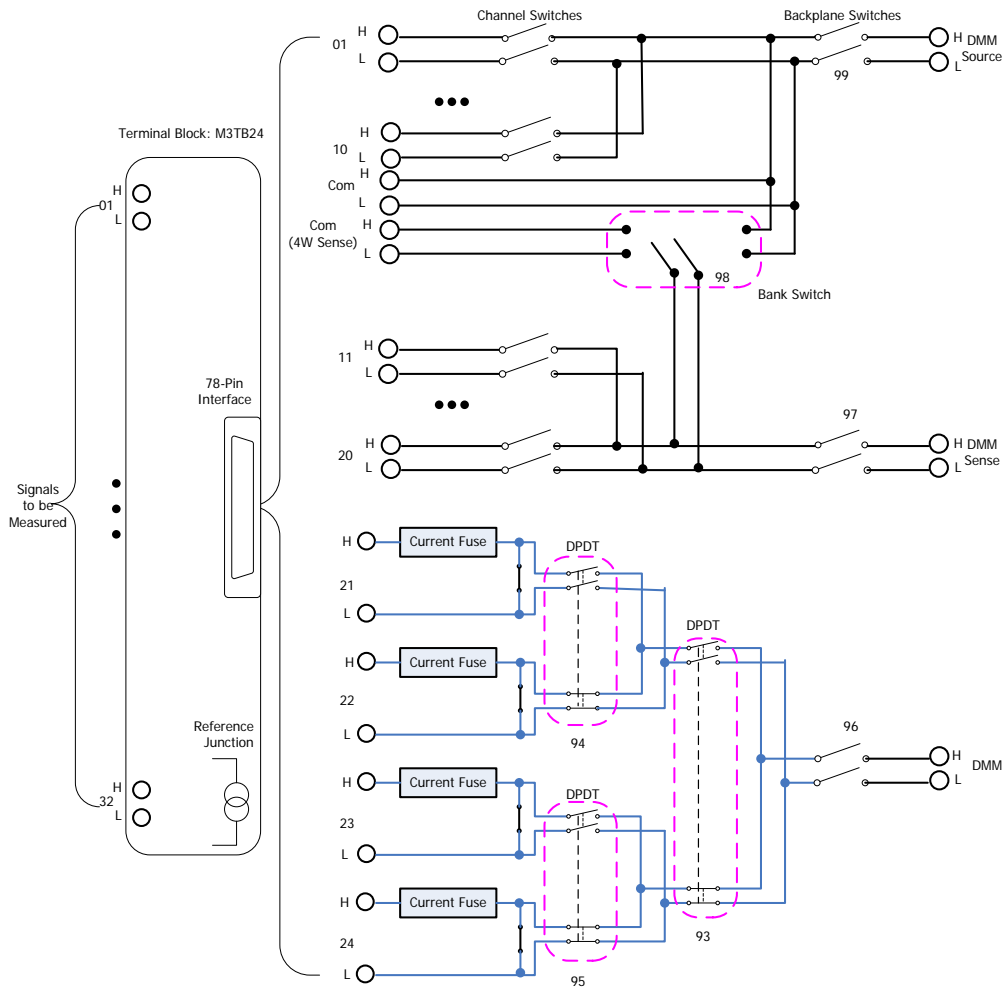 Channel Switches
Backplane Switches
H
01
L
H DMM
Source
L
99
Terminal Block: M3TB24
H
10
L
H
Com
L
H
Com
(4W Sense)
L
98
Bank Switch
H
01
L
H
11
L
78-Pin
Interface
97
H
20
L
H DMM
Sense
L
Signals
to be
Measured
H
Current Fuse
DPDT
21
L
DPDT
H
Current Fuse
22
L
94
Reference
Junction
96
H
DMM
L
H
32
L
H
Current Fuse
DPDT
23
L
H
Current Fuse
93
24
L
95